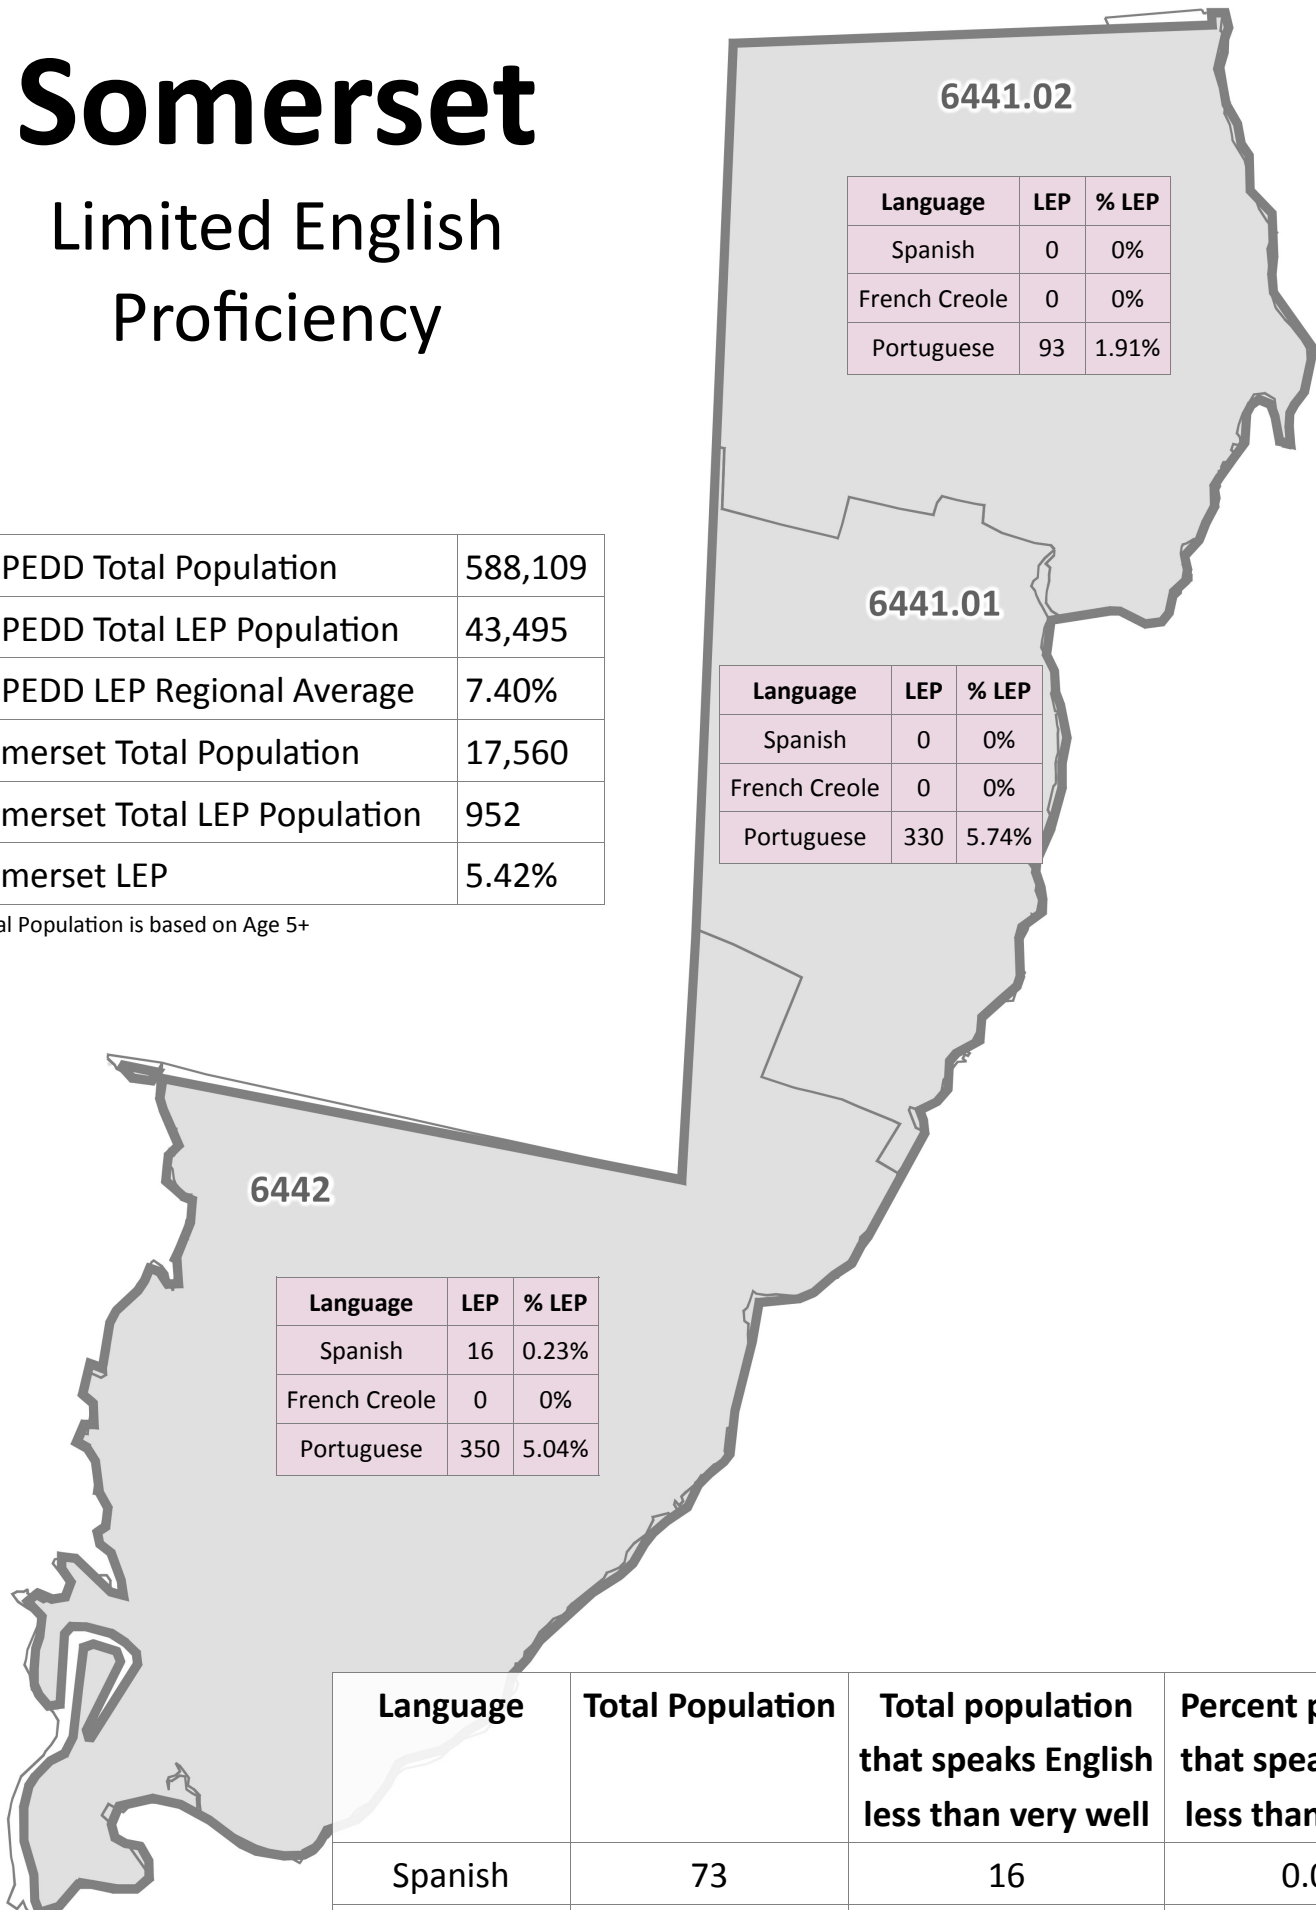 Somerset
Limited English
Proficiency
6441.02
Language LEP % LEP
Spanish 0 0%
French Creole 0 0%
Portuguese 93 1.91%
PEDD Total Population 588,109
PEDD Total LEP Population 43,495
PEDD LEP Regional Average 7.40%
merset Total Population 17,560
merset Total LEP Population 952
merset LEP 5.42%
al Population is based on Age 5+
6441.01
Language LEP % LEP
Spanish 0 0%
French Creole 0 0%
Portuguese 330 5.74%
6442
Language LEP % LEP
Spanish 16 0.23%
French Creole 0 0%
Portuguese 350 5.04%
Language Total Population Total population Percent
that speaks English that
less than very well less than
Spanish 73 16